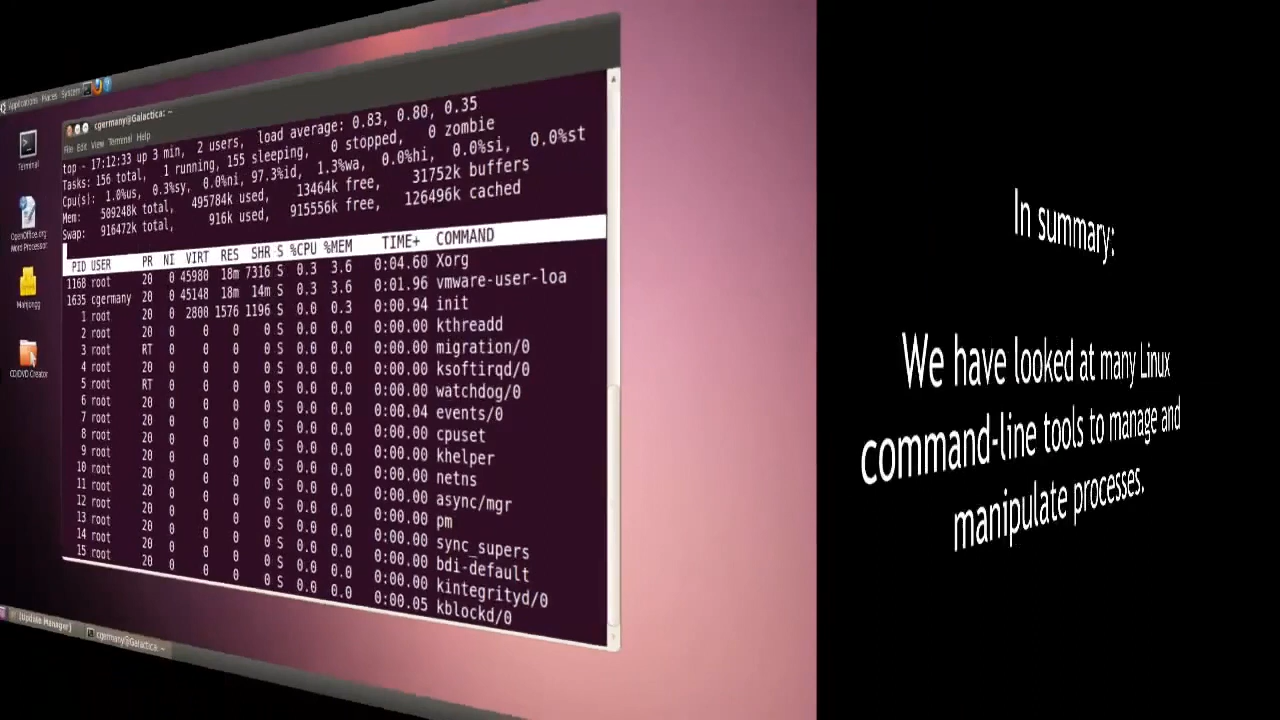 Applications Places System
cgermany@Galactica: ~
File Edit View Terminal Help
top - 17:12:33 up 3 min, 2 users, load average: 0.83, 0.80, 0.35
Tasks: 156 total, 1 running, 155 sleeping, 0 stopped, 0 zombie
Cpu(s): 1.0%us, 0.3%sy, 0.0%ni, 97.3%id, 1.3%wa, 0.0%hi, 0.0%si, 0.0%st
Mem: 509248k total, 495784k used, 13464k free, 31752k buffers
Swap: 916472k total, 916k used, 915556k free, 126496k cached
PID USER PR NI VIRT RES SHR S %CPU %MEM TIME+ COMMAND
1168 root 20 0 45980 18m 7316 S 0.3 3.6 0:04.60 Xorg
1635 cgermany 20 0 45148 18m 14m S 0.3 3.6 0:01.96 vmware-user-loa
1 root 20 0 2808 1576 1196 S 0.0 0.3 0:00.94 init
2 root 20 0 0 0 0 S 0.0 0.0 0:00.00 kthreadd
3 root RT 0 0 0 0 S 0.0 0.0 0:00.00 migration/0
4 root 20 0 0 0 0 S 0.0 0.0 0:00.00 ksoftirqd/0
5 root RT 0 0 0 0 S 0.0 0.0 0:00.00 watchdog/0
6 root 20 0 0 0 0 S 0.0 0.0 0:00.04 events/0
7 root 20 0 0 0 0 S 0.0 0.0 0:00.00 cpuset
8 root 20 0 0 0 0 S 0.0 0.0 0:00.00 khelper
9 root 20 0 0 0 0 S 0.0 0.0 0:00.00 netns
10 root 20 0 0 0 0 S 0.0 0.0 0:00.00 async/mgr
11 root 20 0 0 0 0 S 0.0 0.0 0:00.00 pm
12 root 20 0 0 0 0 S 0.0 0.0 0:00.00 sync_supers
13 root 20 0 0 0 0 S 0.0 0.0 0:00.00 bdi-default
14 root 20 0 0 0 0 S 0.0 0.0 0:00.00 kintegrityd/0
15 root 20 0 0 0 0 S 0.0 0.0 0:00.05 kblockd/0
Terminal
OpenOffice.org
Word Processor
Mahjongg
CD/DVD Creator
[Update Manager]
cgermany@Galactica: ~
In summary:
We have looked at many Linux
command-line tools to manage and
manipulate processes.